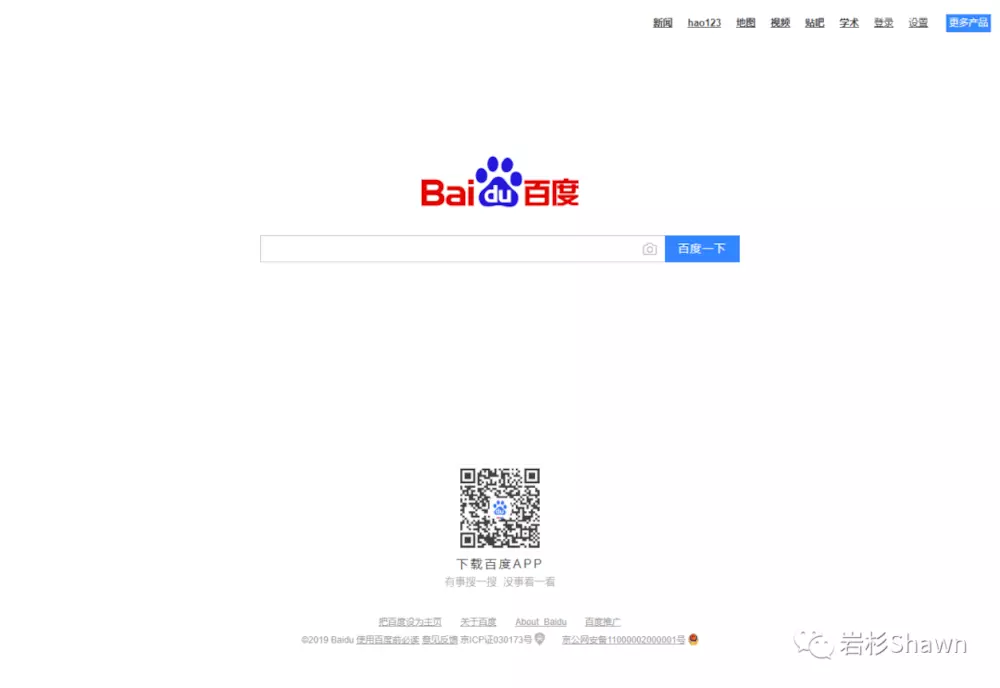 新闻 hao123 地图 视频 贴吧 学术 登录 设置 更多产品
Bai du 百度
百度一下
du
下载百度APP
有事搜一搜 没事看一看
把百度设为主页 关于百度 About Baidu 百度推广
©2019 Baidu 使用百度前必读 意见反馈 京ICP证030173号 京公网安备11000002000001号
岩杉Shawn